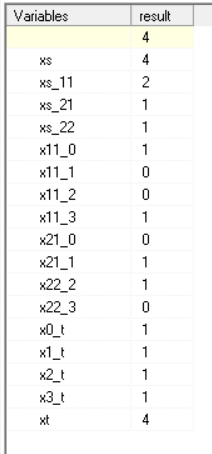 Variables result
4
xs 4
xs_11 2
xs_21 1
xs_22 1
x11_0 1
x11_1 0
x11_2 0
x11_3 1
x21_0 0
x21_1 1
x22_2 1
x22_3 0
x0_t 1
x1_t 1
x2_t 1
x3_t 1
xt 4